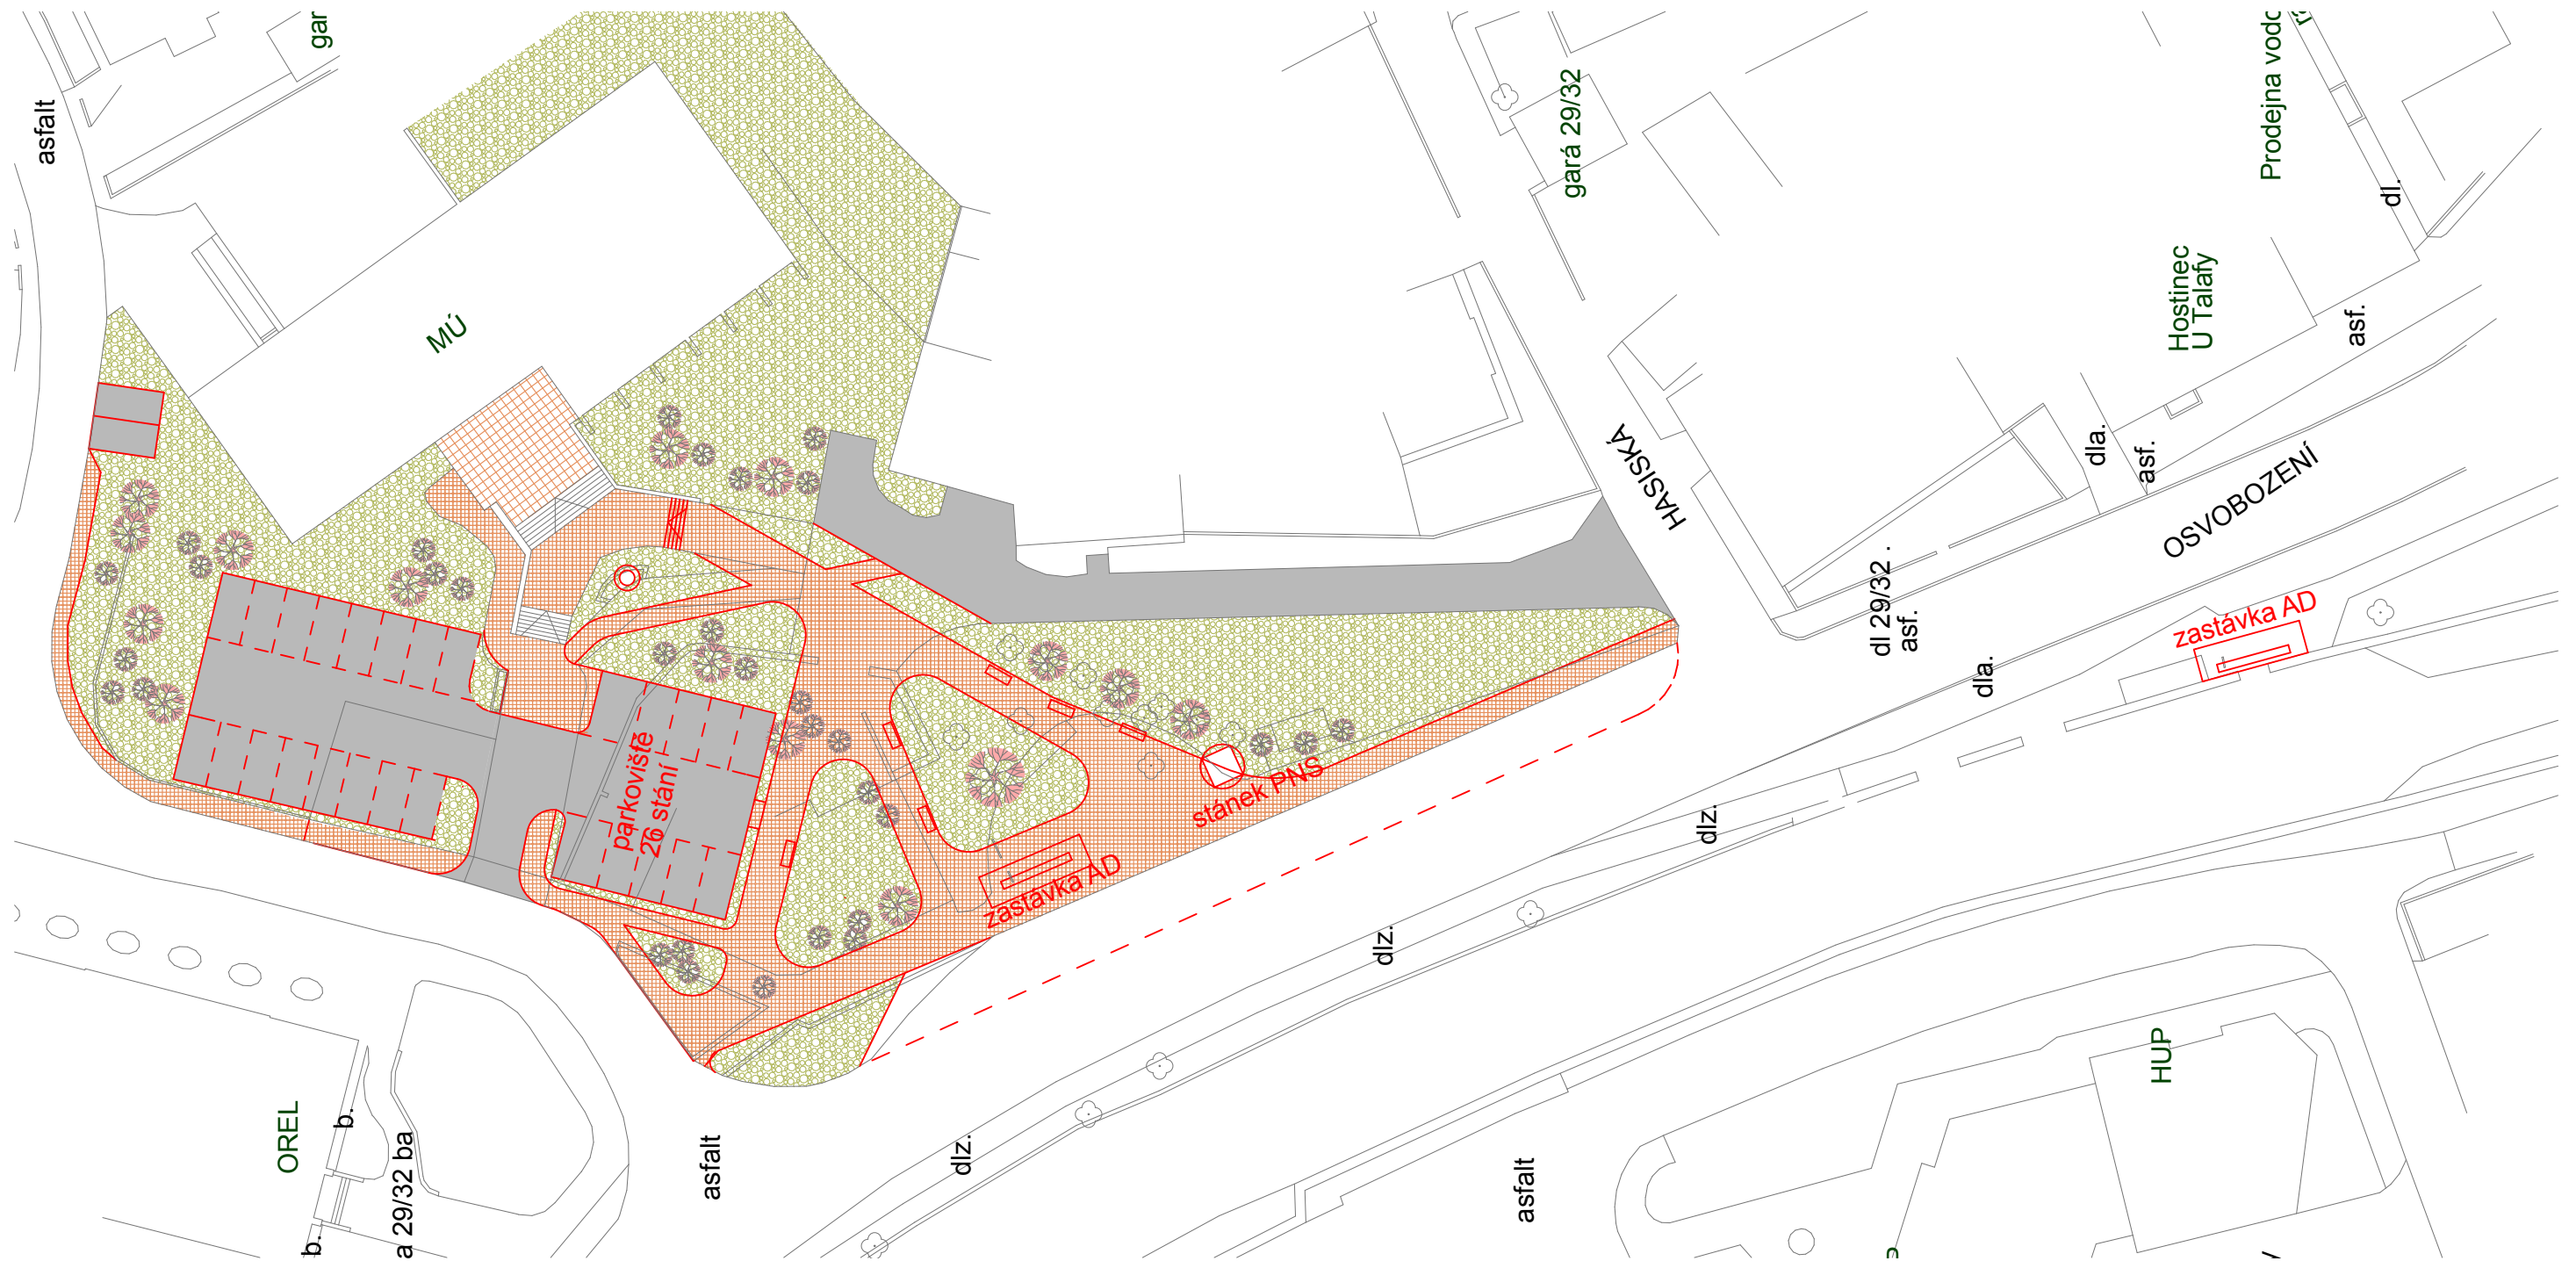 gar
asfalt
MÚ
gará 29/32
Prodejna vodo
dl.
Hostinec
U Talafy
asf.
HASISKÁ
dla.
asf.
OSVOBOZENÍ
dl 29/32 .
asf.
zastávka AD
dla.
parkoviště
26 stání
stánek PNS
dlz.
zastávka AD
dlz.
HUP
OREL
b.
a 29/32 ba
b.
asfalt
dlz.
asfalt